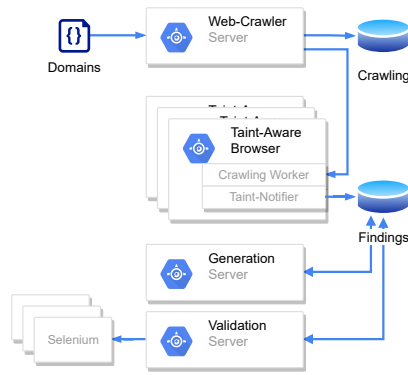 {}
Domains
Web-Crawler
Server
Crawling
Taint-Aware
Browser
Crawling Worker
Taint-Notifier
Findings
Generation
Server
Validation
Server
Selenium